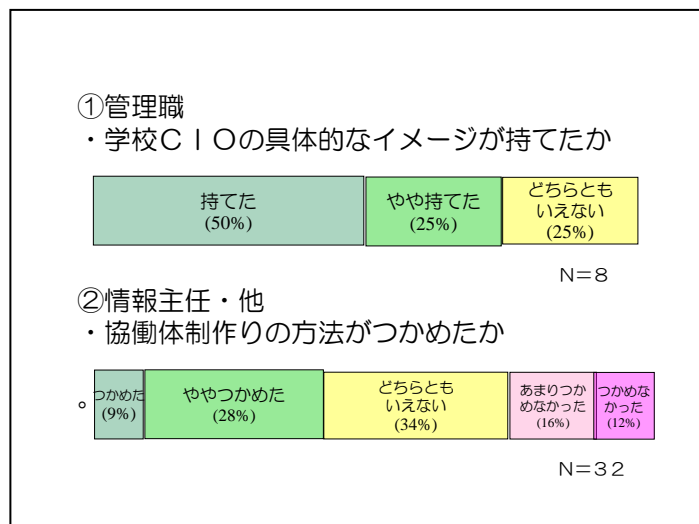 ①管理職
・学校ＣＩＯの具体的なイメージが持てたか
持てた
(50%)
やや持てた
(25%)
どちらとも
いえない
(25%)
N＝8
②情報主任・他
・協働体制作りの方法がつかめたか
。
つかめた
(9%)
ややつかめた
(28%)
どちらとも
いえない
(34%)
あまりつか
めなかった
(16%)
つかめな
かった
(12%)
N＝32